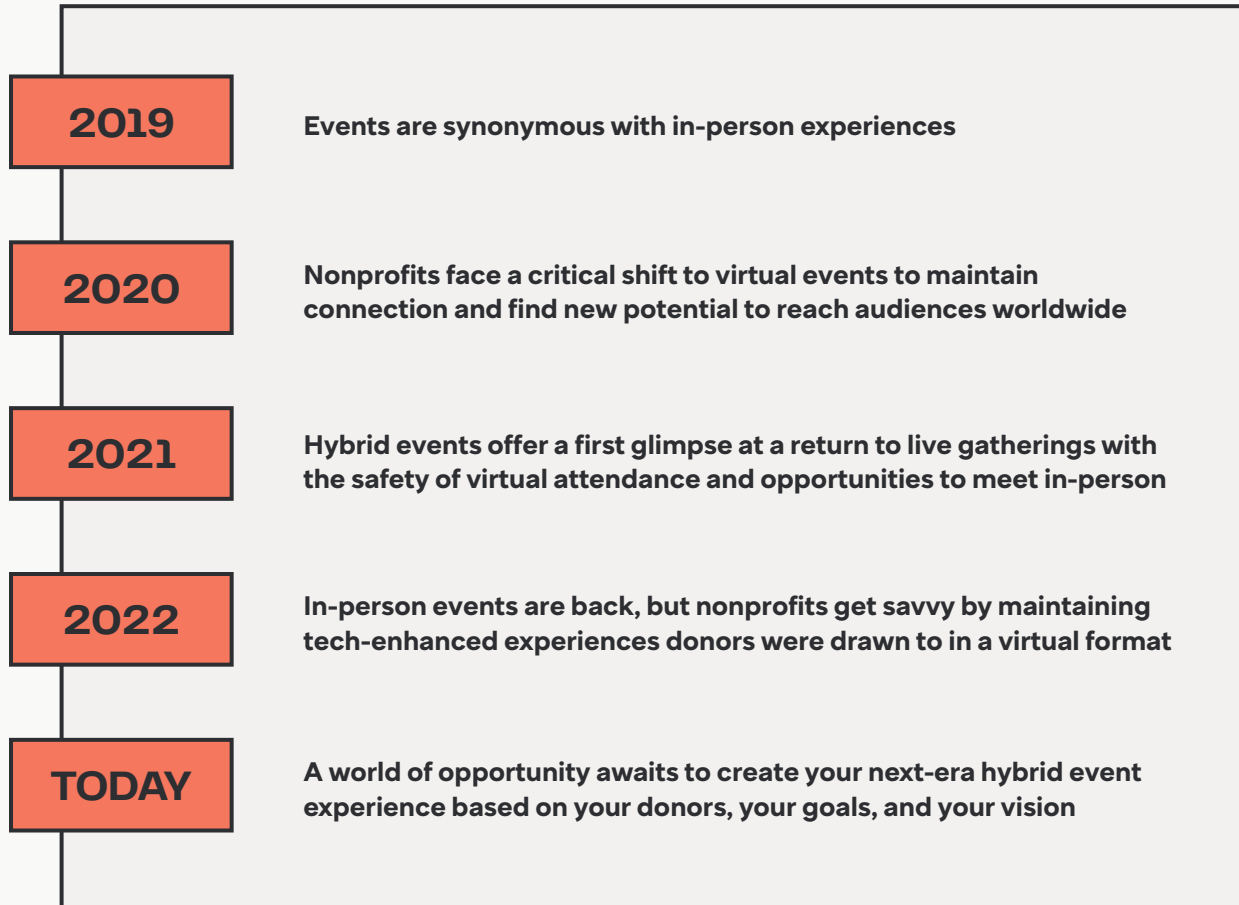 2019
Events are synonymous with in-person experiences
2020
Nonprofits face a critical shift to virtual events to maintain
connection and find new potential to reach audiences worldwide
2021
Hybrid events offer a first glimpse at a return to live gatherings with
the safety of virtual attendance and opportunities to meet in-person
2022
In-person events are back, but nonprofits get savvy by maintaining
tech-enhanced experiences donors were drawn to in a virtual format
TODAY
A world of opportunity awaits to create your next-era hybrid event
experience based on your donors, your goals, and your vision